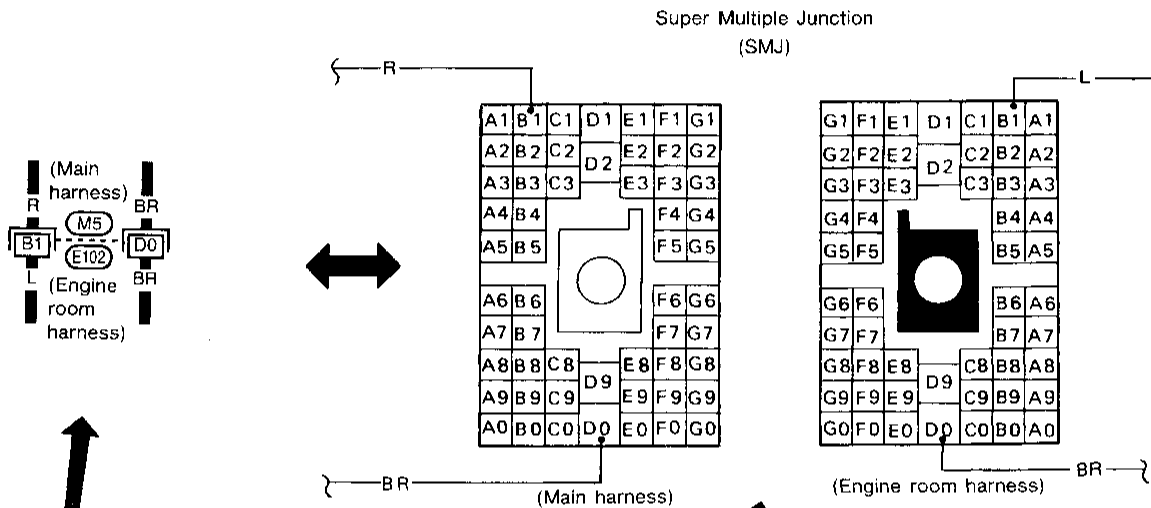 Super Multiple Junction
(SMJ)
R
L
(Main
harness)
R
BR
M5
B1
D0
E102
L
BR
(Engine
room
harness)
A1 B1 C1 D1 E1 F1 G1
A2 B2 C2 D2 E2 F2 G2
A3 B3 C3 E3 F3 G3
A4 B4 F4 G4
A5 B5 F5 G5
A6 B6 F6 G6
A7 B7 F7 G7
A8 B8 C8 D9 E8 F8 G8
A9 B9 C9 E9 F9 G9
A0 B0 C0 D0 E0 F0 G0
BR
(Main harness)
G1 F1 E1 D1 C1 B1 A1
G2 F2 E2 D2 C2 B2 A2
G3 F3 E3 C3 B3 A3
G4 F4 B4 A4
G5 F5 B5 A5
G6 F6 B6 A6
G7 F7 B7 A7
G8 F8 E8 D9 C8 B8 A8
G9 F9 E9 C9 B9 A9
G0 F0 E0 D0 C0 B0 A0
BR
(Engine room harness)